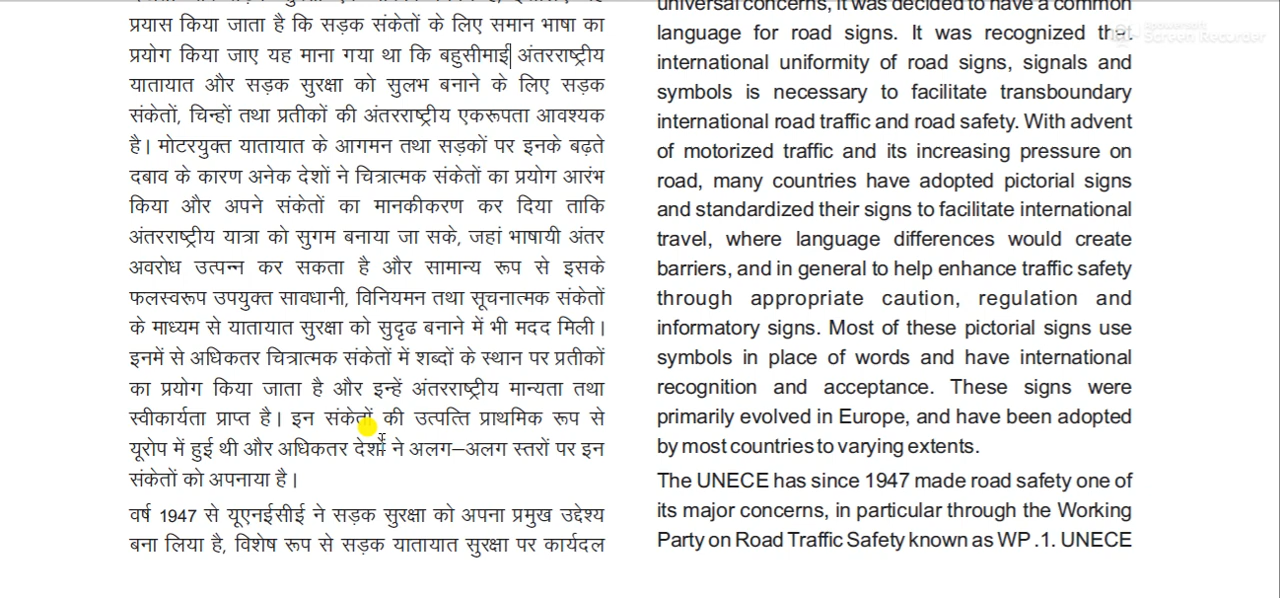 प्रयास किया जाता है कि सड़क संकेतों के लिए समान भाषा का
प्रयोग किया जाए यह माना गया था कि बहुसीमाई अंतरराष्ट्रीय
यातायात और सड़क सुरक्षा को सुलभ बनाने के लिए सड़क
संकेतों, चिन्हों तथा प्रतीकों की अंतरराष्ट्रीय एकरूपता आवश्यक
है। मोटरयुक्त यातायात के आगमन तथा सड़कों पर इनके बढ़ते
दबाव के कारण अनेक देशों ने चित्रात्मक संकेतों का प्रयोग आरंभ
किया और अपने संकेतों का मानकीकरण कर दिया ताकि
अंतरराष्ट्रीय यात्रा को सुगम बनाया जा सके, जहां भाषायी अंतर
अवरोध उत्पन्न कर सकता है और सामान्य रूप से इसके
फलस्वरूप उपयुक्त सावधानी, विनियमन तथा सूचनात्मक संकेतों
के माध्यम से यातायात सुरक्षा को सुदृढ बनाने में भी मदद मिली।
इनमें से अधिकतर चित्रात्मक संकेतों में शब्दों के स्थान पर प्रतीकों
का प्रयोग किया जाता है और इन्हें अंतरराष्ट्रीय मान्यता तथा
स्वीकार्यता प्राप्त है। इन संकेतों की उत्पत्ति प्राथमिक रूप से
यूरोप में हुई थी और अधिकतर देशों ने अलग–अलग स्तरों पर इन
संकेतों को अपनाया है।
वर्ष 1947 से यूएनईसीई ने सड़क सुरक्षा को अपना प्रमुख उद्देश्य
बना लिया है, विशेष रूप से सड़क यातायात सुरक्षा पर कार्यदल
universal concerns, it was decided to have a common
language for road signs. It was recognized that
international uniformity of road signs, signals and
symbols is necessary to facilitate transboundary
international road traffic and road safety. With advent
of motorized traffic and its increasing pressure on
road, many countries have adopted pictorial signs
and standardized their signs to facilitate international
travel, where language differences would create
barriers, and in general to help enhance traffic safety
through appropriate caution, regulation and
informatory signs. Most of these pictorial signs use
symbols in place of words and have international
recognition and acceptance. These signs were
primarily evolved in Europe, and have been adopted
by most countries to varying extents.
The UNECE has since 1947 made road safety one of
its major concerns, in particular through the Working
Party on Road Traffic Safety known as WP .1. UNECE
Screen Recorder